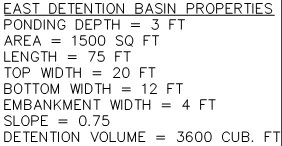 EAST DETENTION BASIN PROPERTIES
PONDING DEPTH = 3 FT
AREA = 1500 SQ FT
LENGTH = 75 FT
TOP WIDTH = 20 FT
BOTTOM WIDTH = 12 FT
EMBANKMENT WIDTH = 4 FT
SLOPE = 0.75
DETENTION VOLUME = 3600 CUB. FT